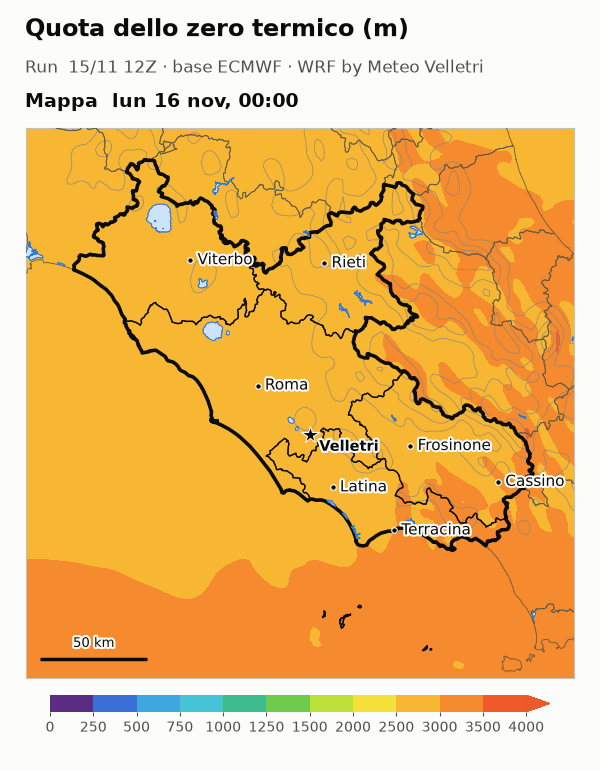 Quota dello zero termico (m)
Run 15/11 12Z · base ECMWF · WRF by Meteo Velletri
Mappa lun 16 nov, 00:00
Viterbo
Rieti
Roma
Velletri
Frosinone
Latina
Cassino
Terracina
50 km
0 250 500 750 1000 1250 1500 2000 2500 3000 3500 4000